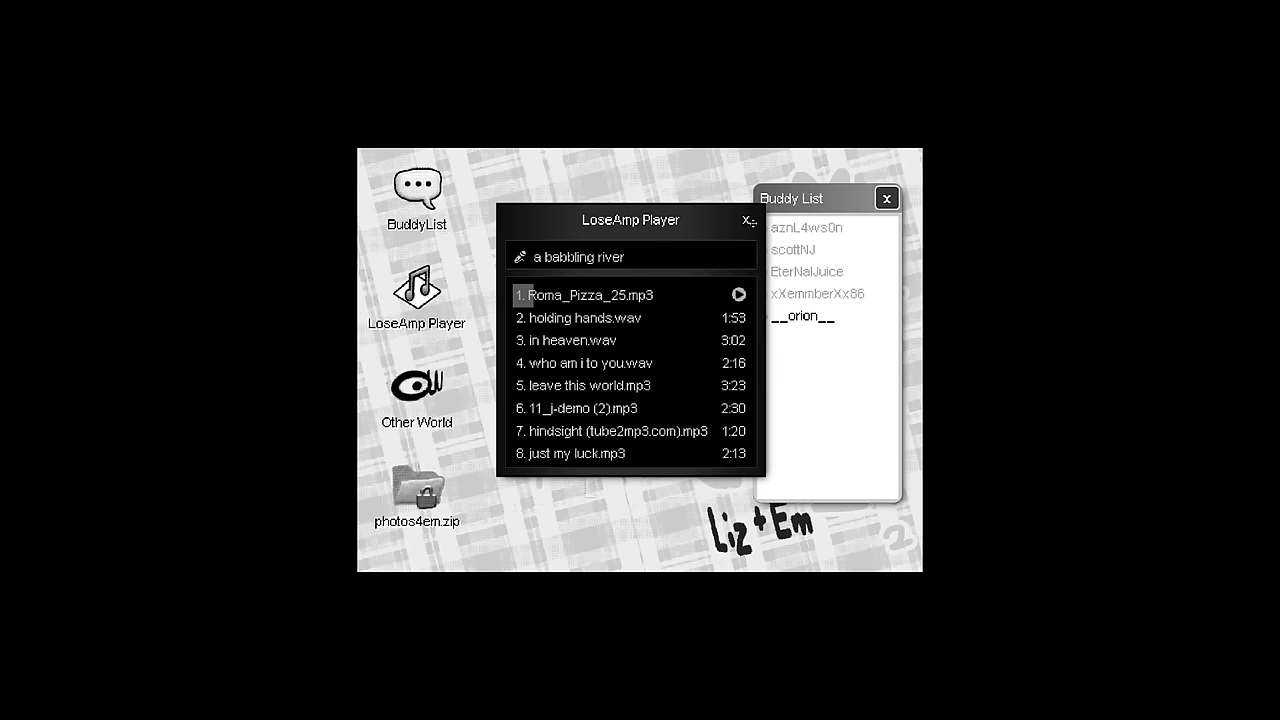 BuddyList
LoseAmp Player
Other World
photos4em.zip
LoseAmp Player
X
a babbling river
1. Roma_Pizza_25.mp3
2. holding hands.wav 1:53
3. in heaven.wav 3:02
4. who am i to you.wav 2:16
5. leave this world.mp3 3:23
6. 11_j-demo (2).mp3 2:30
7. hindsight (tube2mp3.com).mp3 1:20
8. just my luck.mp3 2:13
Buddy List
x
aznL4ws0n
scottNJ
EterNalJuice
xXemmberXx86
__orion__
Liz + Em
2